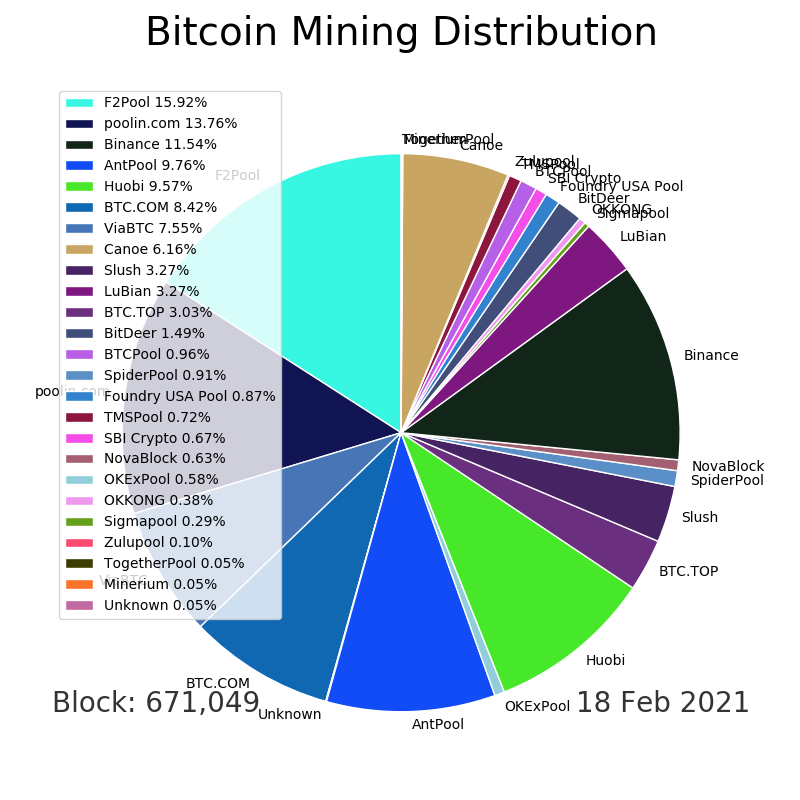 Bitcoin Mining Distribution
F2Pool 15.92%
poolin.com 13.76%
Binance 11.54%
AntPool 9.76%
Huobi 9.57%
BTC.COM 8.42%
ViaBTC 7.55%
Canoe 6.16%
Slush 3.27%
LuBian 3.27%
BTC.TOP 3.03%
BitDeer 1.49%
BTCPool 0.96%
SpiderPool 0.91%
Foundry USA Pool 0.87%
TMSPool 0.72%
SBI Crypto 0.67%
NovaBlock 0.63%
OKExPool 0.58%
OKKONG 0.38%
Sigmapool 0.29%
Zulupool 0.10%
TogetherPool 0.05%
Minerium 0.05%
Unknown 0.05%
TogetherPool
Minerium
Canoe
Zulupool
TMSPool
BTCPool
SBI Crypto
Foundry USA Pool
BitDeer
OKKONG
Sigmapool
LuBian
Binance
NovaBlock
SpiderPool
Slush
BTC.TOP
Huobi
OKExPool
AntPool
Unknown
BTC.COM
ViaBTC
poolin.com
F2Pool
Block: 671,049
18 Feb 2021